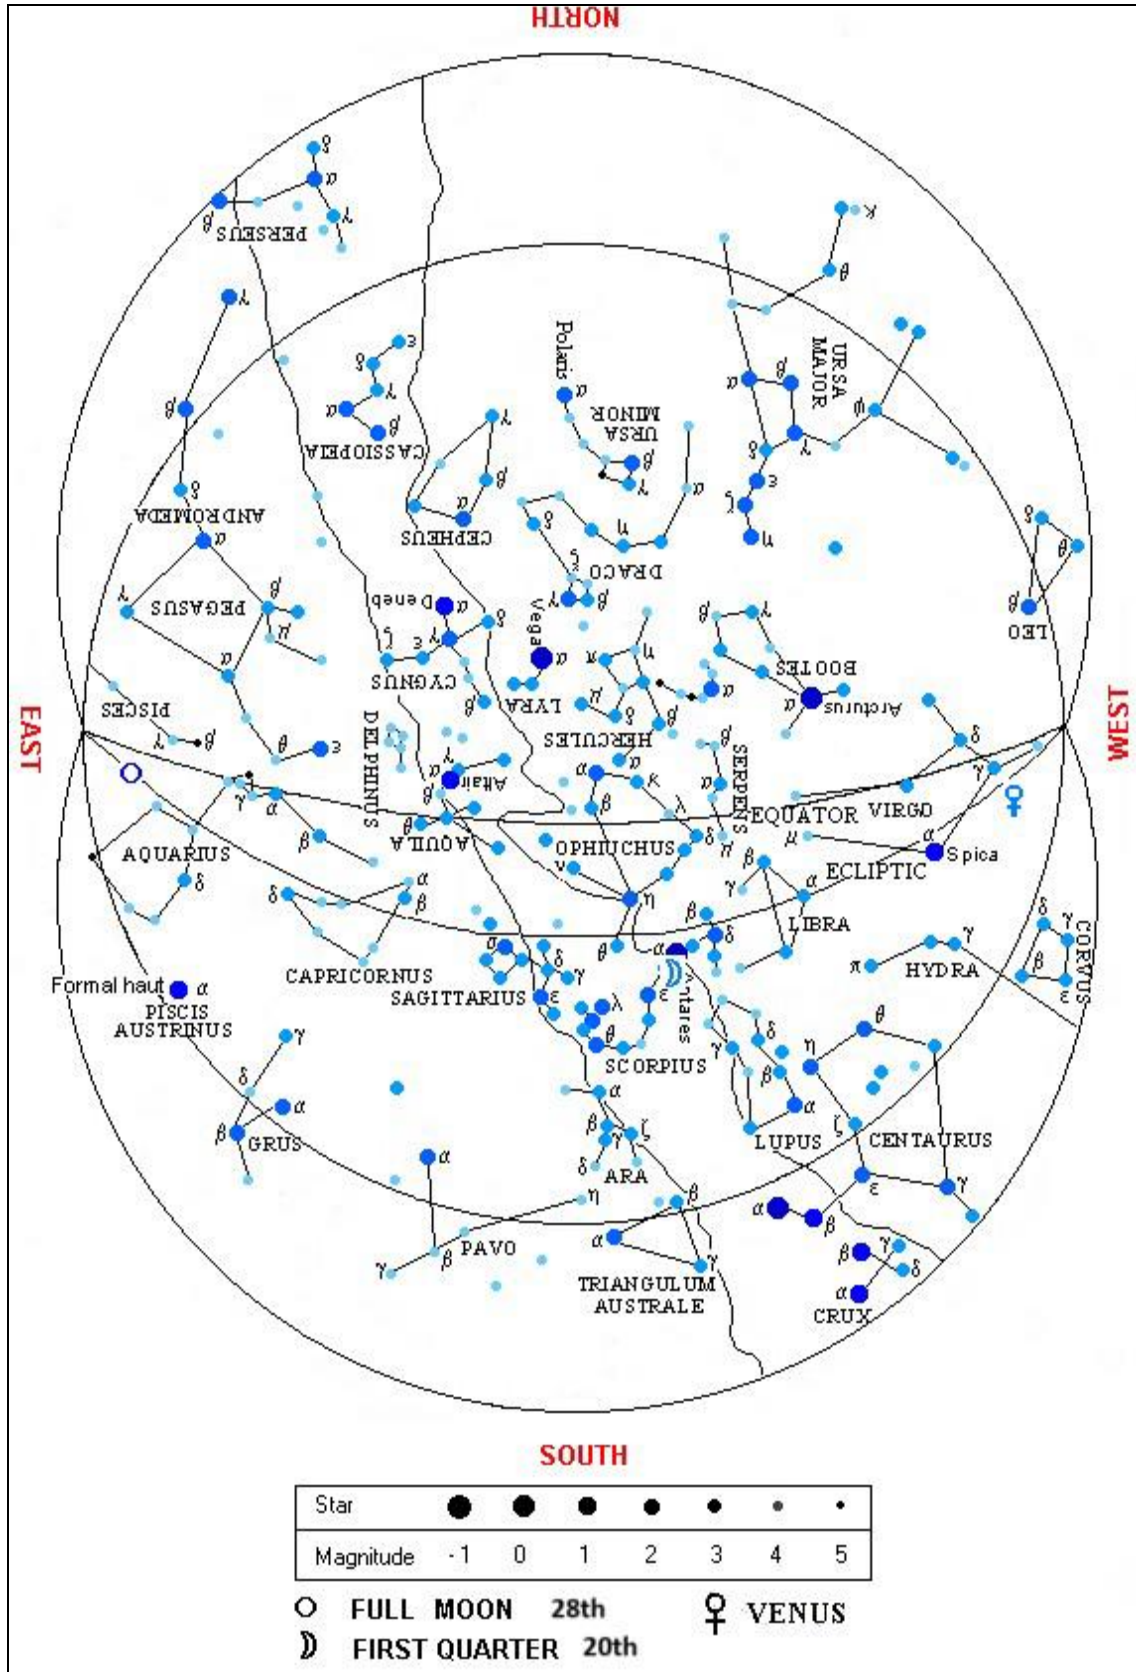 NORTH
δ
α
β
γ
PERSEUS
κ
θ
γ
ε
δ
γ
α
β
CASSIOPEIA
Polaris
α
URSA
MINOR
β
γ
URSA
MAJOR
α
β
γ
δ
ε
ζ
η
φ
β
δ
α
ANDROMEDA
γ
β
α
CEPHEUS
α
η
δ
ζ
γ
β
DRACO
δ
θ
β
LEO
γ
PEGASUS
β
μ
α
θ
ε
Deneb
α
γ
δ
ε
ζ
β
CYGNUS
Vega
α
LYRA
π
η
μ
δ
β
α
HERCULES
α
β
γ
BOOTES
α
Arcturus
EAST
WEST
PISCES
γ
β
DELPHINUS
γ
α
Altair
β
θ
AQUILA
α
κ
β
λ
δ
ν
η
θ
OPHIUCHUS
β
α
μ
SERPENS
EQUATOR
VIRGO
δ
γ
μ
α
Spica
ECLIPTIC
γ
α
β
AQUARIUS
δ
δ
α
β
CAPRICORNUS
β
γ
α
LIBRA
π
γ
HYDRA
δ
γ
β
ε
CORVUS
Formal haut
α
PISCIS
AUSTRINUS
σ
δ
γ
ε
SAGITTARIUS
β
δ
α
Antares
ε
λ
θ
SCORPIUS
γ
δ
β
α
LUPUS
θ
η
ζ
ε
γ
α
β
CENTAURUS
γ
δ
α
β
GRUS
α
β
γ
ζ
δ
ARA
α
η
β
γ
PAVO
β
α
γ
TRIANGULUM
AUSTRALE
β
γ
δ
α
CRUX
SOUTH
Star
Magnitude -1 0 1 2 3 4 5
FULL MOON 28th
♀ VENUS
FIRST QUARTER 20th